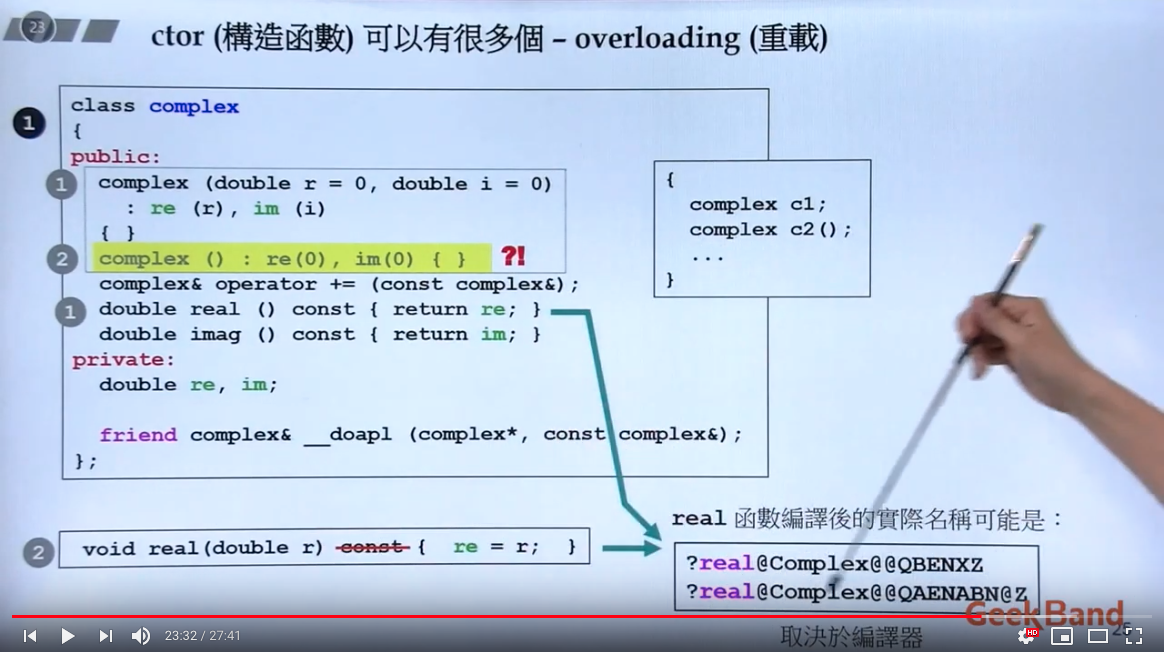 23
ctor (構造函數) 可以有很多個 – overloading (重載)
1
class complex
{
public:
1
complex (double r = 0, double i = 0)
: re (r), im (i)
{ }
2
complex () : re(0), im(0) { }
?!
complex& operator += (const complex&);
1
double real () const { return re; }
double imag () const { return im; }
private:
double re, im;
friend complex& __doapl (complex*, const complex&);
};
{
complex c1;
complex c2();
...
}
2
void real(double r) const { re = r; }
real 函數編譯後的實際名稱可能是：
?real@Complex@@QBENXZ
?real@Complex@@QAENABN@Z
取決於編譯器
GeekBand
25
23:32 / 27:41
HD